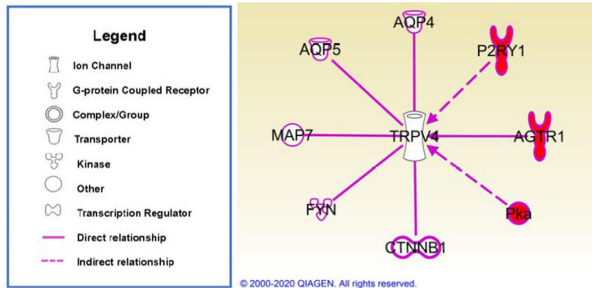 Legend
Ion Channel
G-protein Coupled Receptor
Complex/Group
Transporter
Kinase
Other
Transcription Regulator
Direct relationship
Indirect relationship
AQP4
AQP5
P2RY1
MAP7
TRPV4
AGTR1
FYN
Pka
CTNNB1
© 2000-2020 QIAGEN. All rights reserved.